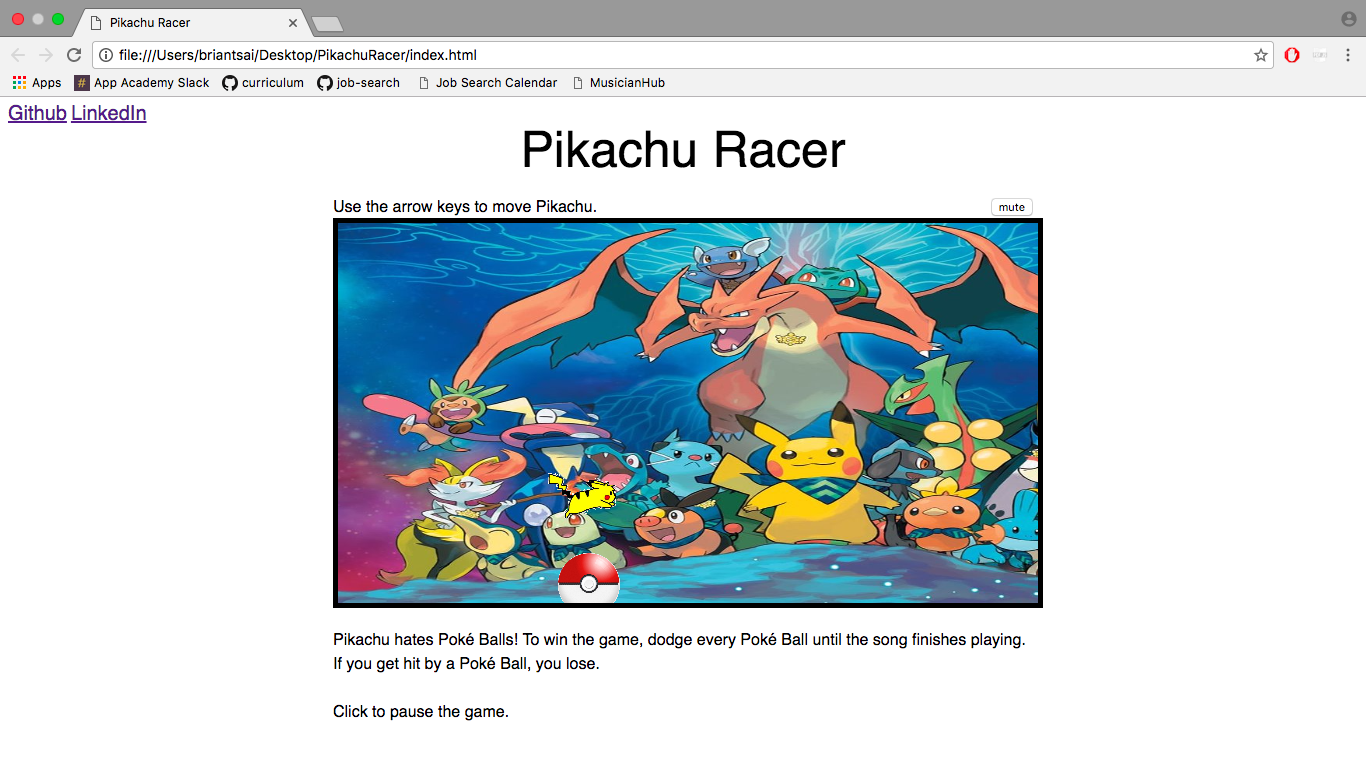 Pikachu Racer
file:///Users/briantsai/Desktop/PikachuRacer/index.html
Apps # App Academy Slack curriculum job-search Job Search Calendar MusicianHub
Github LinkedIn
Pikachu Racer
Use the arrow keys to move Pikachu.
mute
Pikachu hates Poké Balls! To win the game, dodge every Poké Ball until the song finishes playing.
If you get hit by a Poké Ball, you lose.
Click to pause the game.